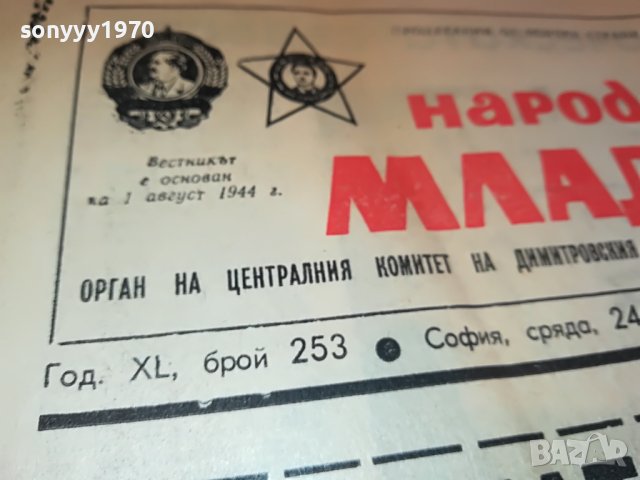 sonyyy1970
Вестникът
е основан
на 1 август 1944 г.
НАРОД
МЛАД
ОРГАН НА ЦЕНТРАЛНИЯ КОМИТЕТ НА ДИМИТРОВСКИЯ
Год. XL, брой 253 ● София, сряда, 24
BAZAR